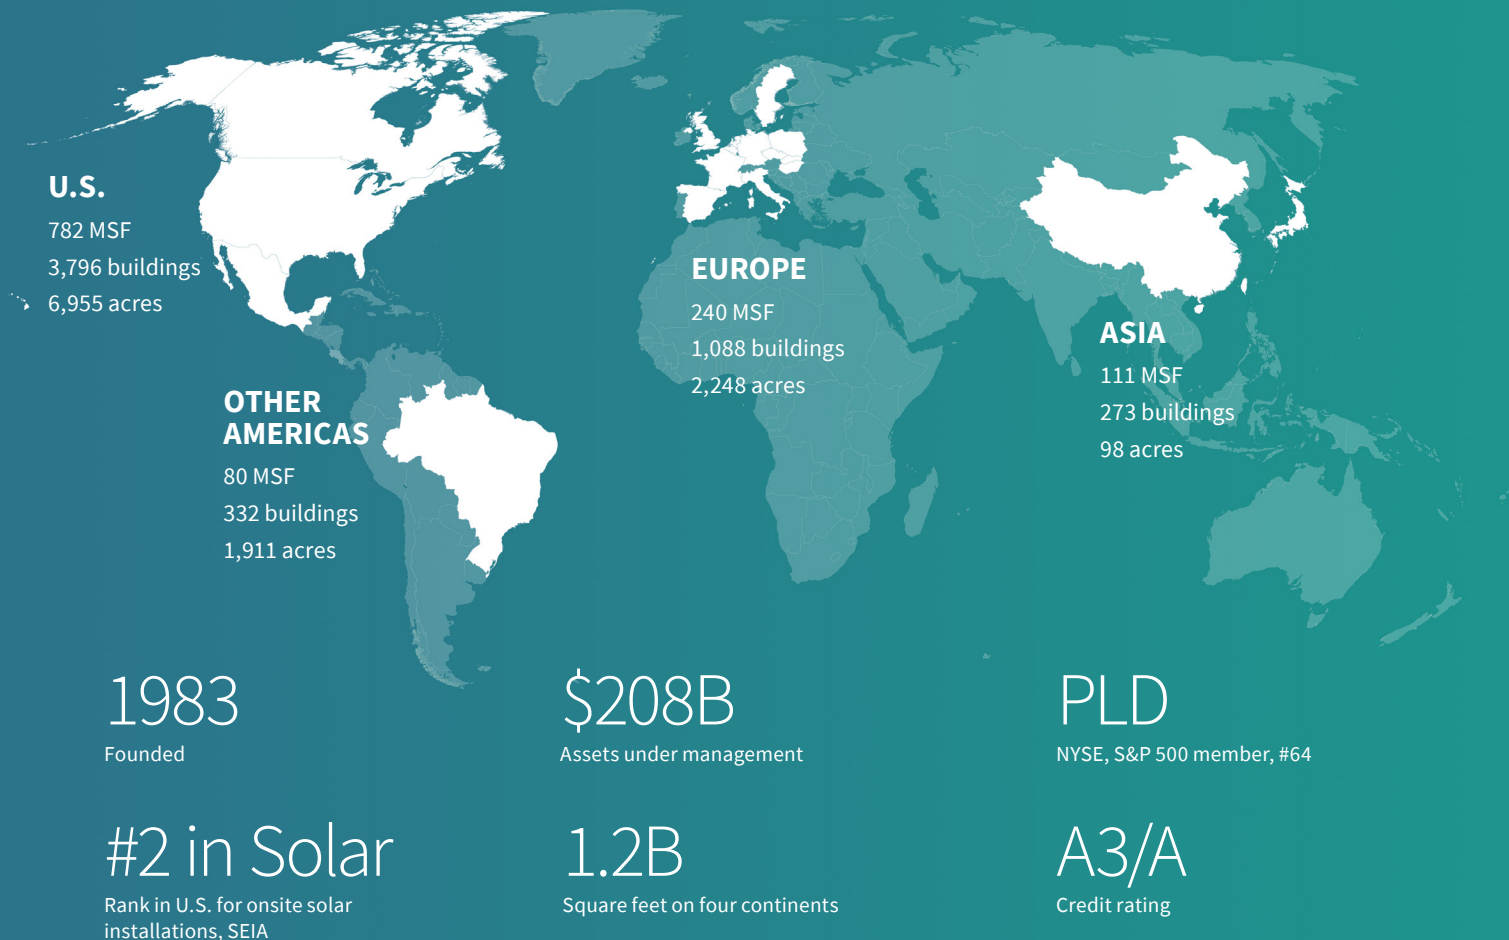 U.S.
782 MSF
3,796 buildings
6,955 acres
OTHER
AMERICAS
80 MSF
332 buildings
1,911 acres
EUROPE
240 MSF
1,088 buildings
2,248 acres
ASIA
111 MSF
273 buildings
98 acres
1983
Founded
$208B
Assets under management
PLD
NYSE, S&P 500 member, #64
#2 in Solar
Rank in U.S. for onsite solar
installations, SEIA
1.2B
Square feet on four continents
A3/A
Credit rating